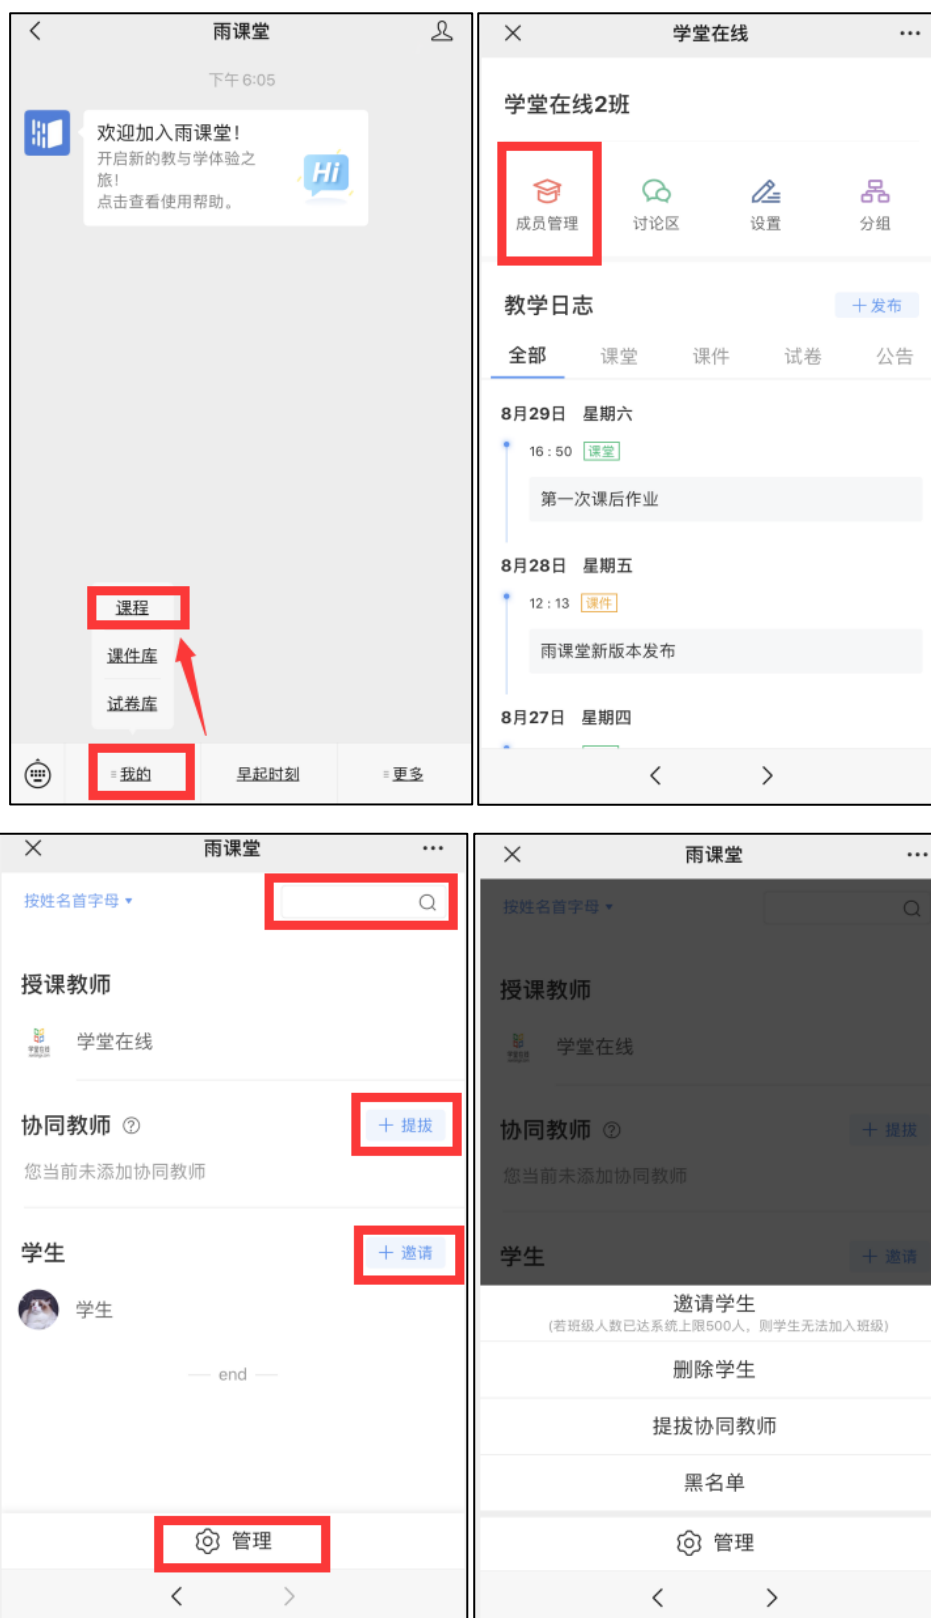 雨课堂
下午 6:05
欢迎加入雨课堂！
开启新的教与学体验之
旅！
点击查看使用帮助。
Hi
课程
课件库
试卷库
我的
早起时刻
更多
学堂在线
学堂在线2班
成员管理
讨论区
设置
分组
教学日志
＋发布
全部
课堂
课件
试卷
公告
8月29日 星期六
16 : 50 课堂
第一次课后作业
8月28日 星期五
12 : 13 课件
雨课堂新版本发布
8月27日 星期四
雨课堂
按姓名首字母
授课教师
学堂在线
协同教师
＋ 提拔
您当前未添加协同教师
学生
＋ 邀请
学生
end
管理
雨课堂
按姓名首字母
授课教师
学堂在线
协同教师
＋ 提拔
您当前未添加协同教师
学生
＋ 邀请
邀请学生
(若班级人数已达系统上限500人，则学生无法加入班级)
删除学生
提拔协同教师
黑名单
管理